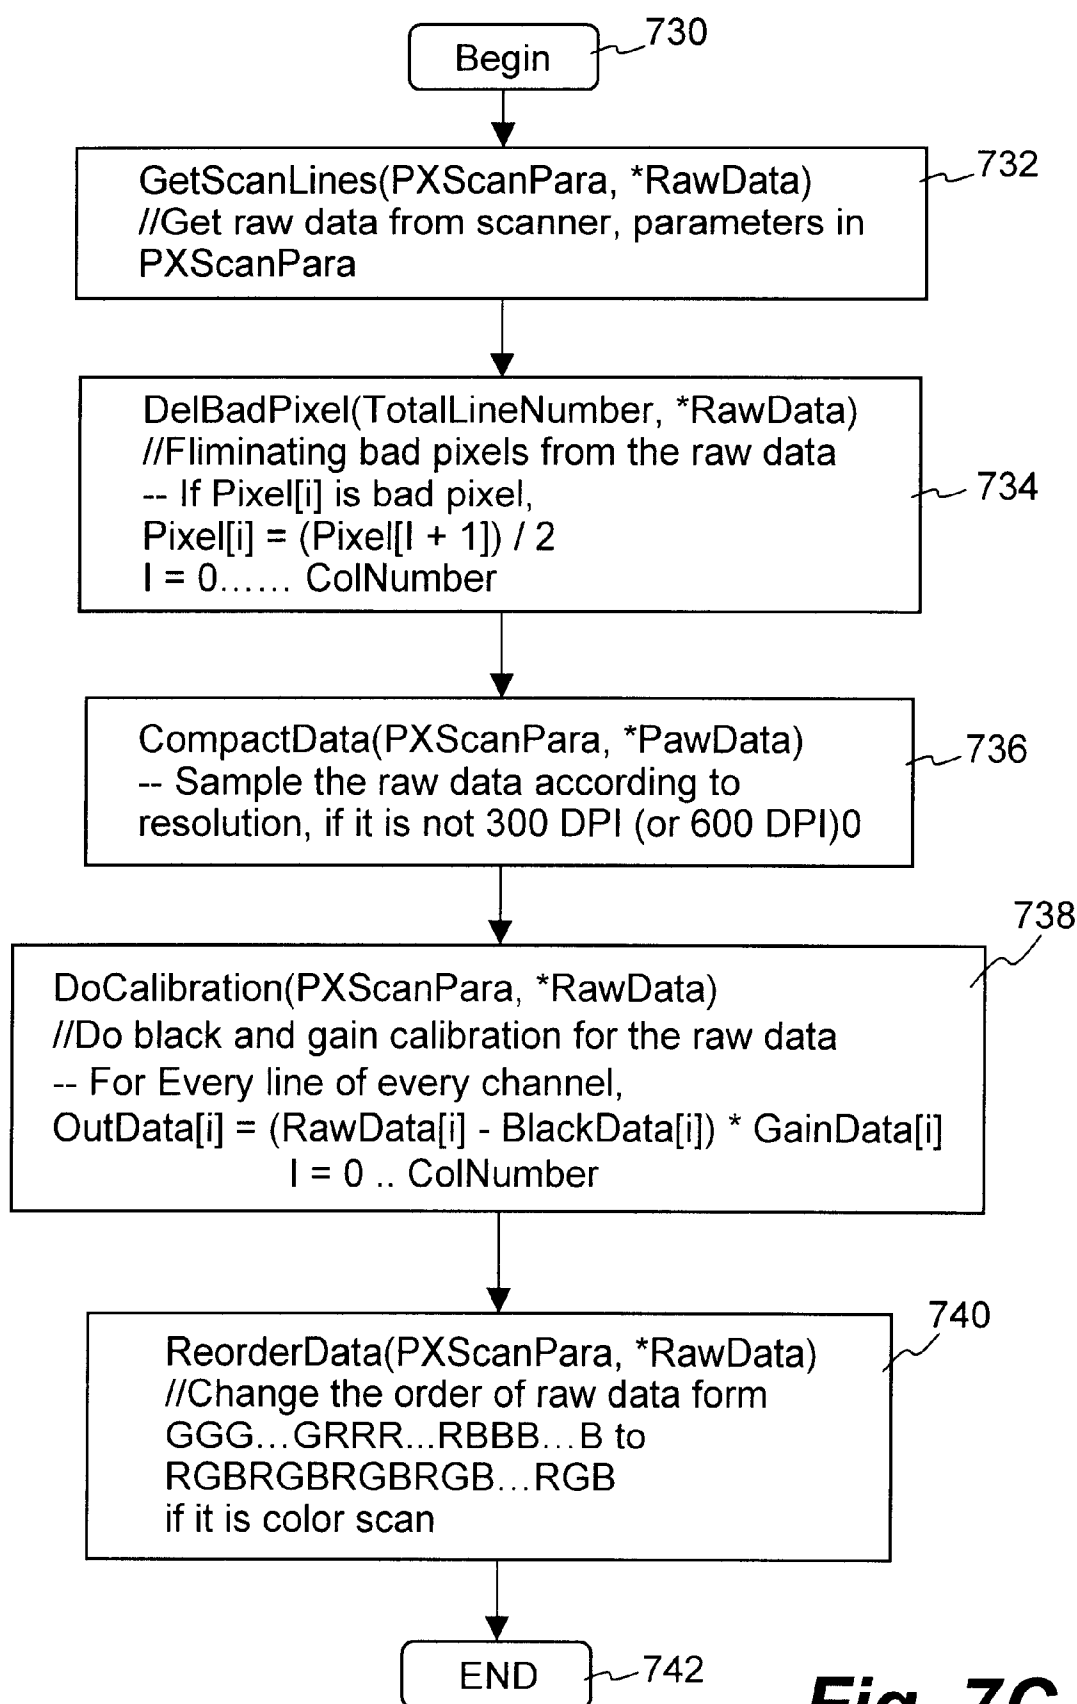 Begin
730
GetScanLines(PXScanPara, *RawData)
//Get raw data from scanner, parameters in
PXScanPara
732
DelBadPixel(TotalLineNumber, *RawData)
//Fliminating bad pixels from the raw data
-- If Pixel[i] is bad pixel,
Pixel[i] = (Pixel[I + 1]) / 2
I = 0...... ColNumber
734
CompactData(PXScanPara, *PawData)
-- Sample the raw data according to
resolution, if it is not 300 DPI (or 600 DPI)0
736
738
DoCalibration(PXScanPara, *RawData)
//Do black and gain calibration for the raw data
-- For Every line of every channel,
OutData[i] = (RawData[i] - BlackData[i]) * GainData[i]
I = 0 .. ColNumber
740
ReorderData(PXScanPara, *RawData)
//Change the order of raw data form
GGG...GRRR...RBBB...B to
RGBRGBRGBRGB...RGB
if it is color scan
END
742
Fig. 7C